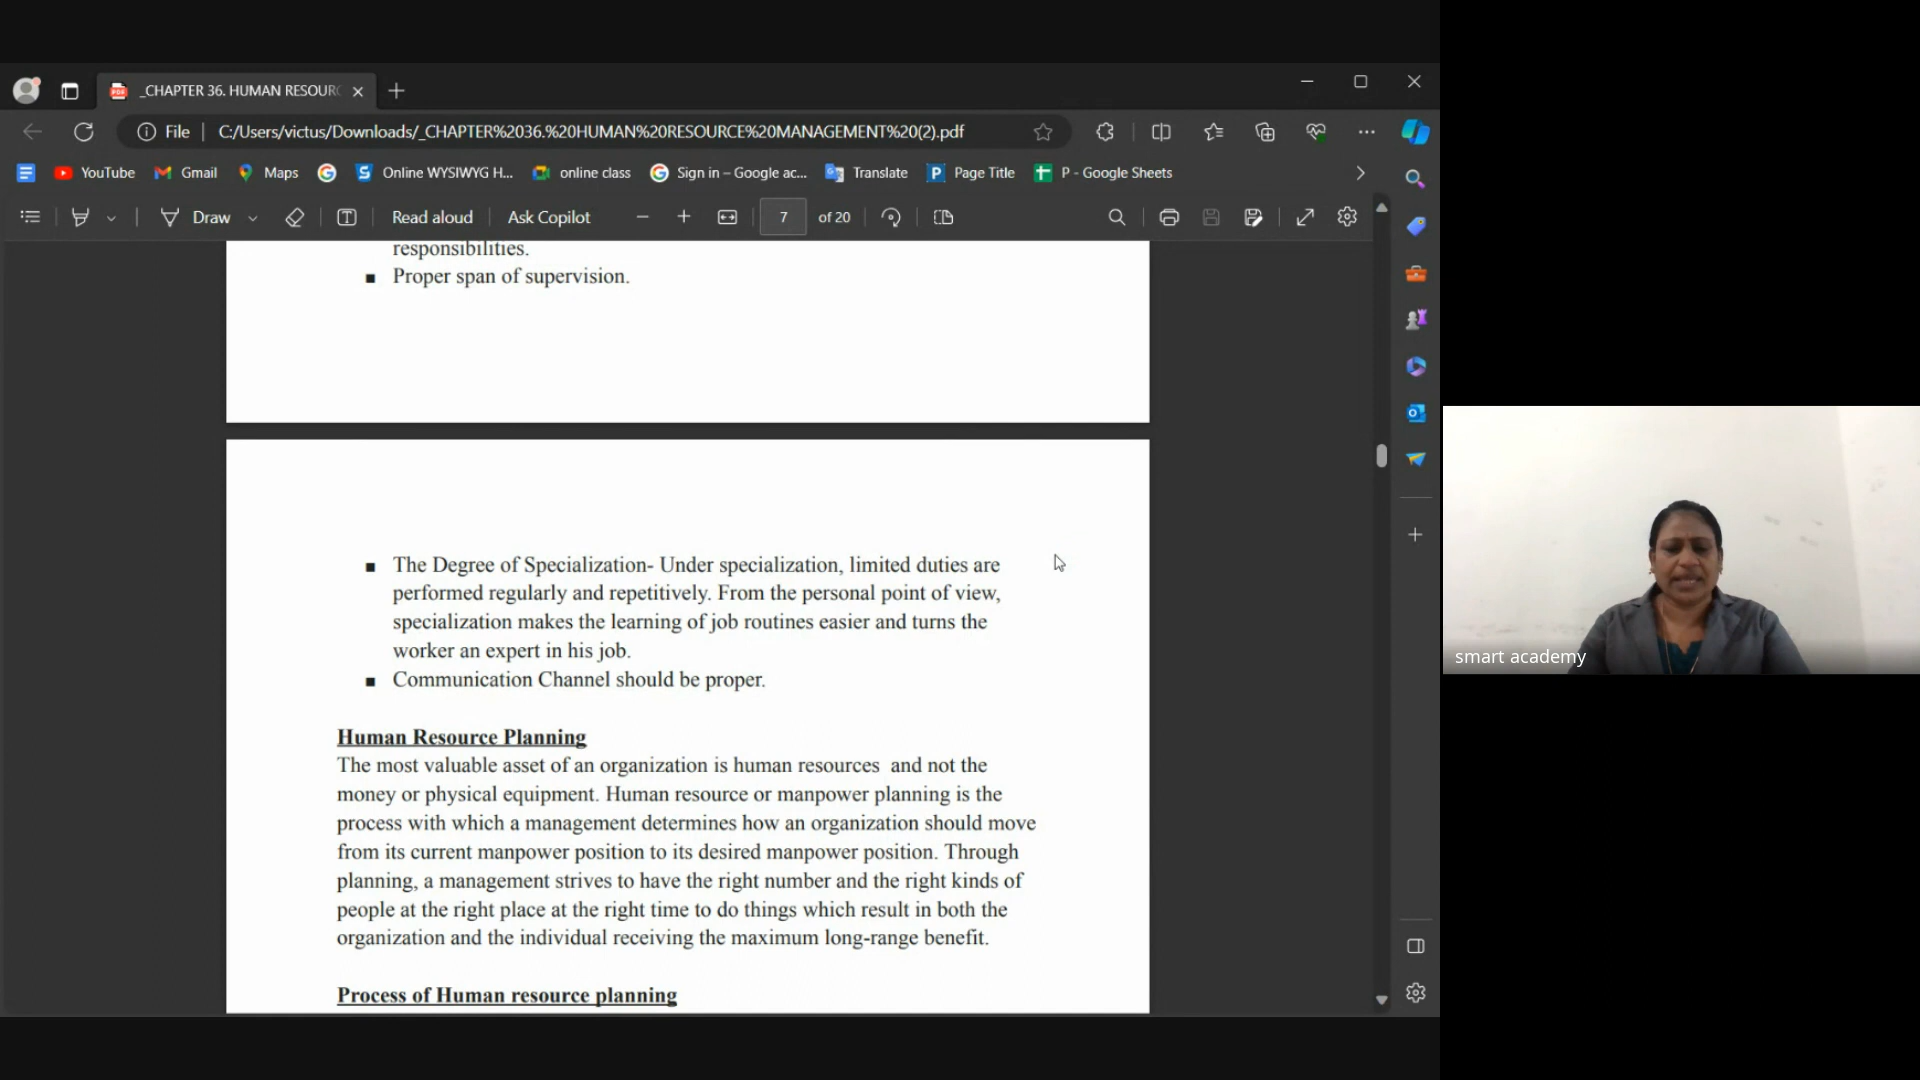 _CHAPTER 36. HUMAN RESOUR
File
C:/Users/victus/Downloads/_CHAPTER%2036.%20HUMAN%20RESOURCE%20MANAGEMENT%20(2).pdf
YouTube Gmail Maps Online WYSIWYG H... online class Sign in – Google ac... Translate Page Title P - Google Sheets
Draw Read aloud Ask Copilot 7 of 20
responsibilities.
▪ Proper span of supervision.
▪ The Degree of Specialization- Under specialization, limited duties are
performed regularly and repetitively. From the personal point of view,
specialization makes the learning of job routines easier and turns the
worker an expert in his job.
▪ Communication Channel should be proper.
Human Resource Planning
The most valuable asset of an organization is human resources  and not the
money or physical equipment. Human resource or manpower planning is the
process with which a management determines how an organization should move
from its current manpower position to its desired manpower position. Through
planning, a management strives to have the right number and the right kinds of
people at the right place at the right time to do things which result in both the
organization and the individual receiving the maximum long-range benefit.
Process of Human resource planning
smart academy